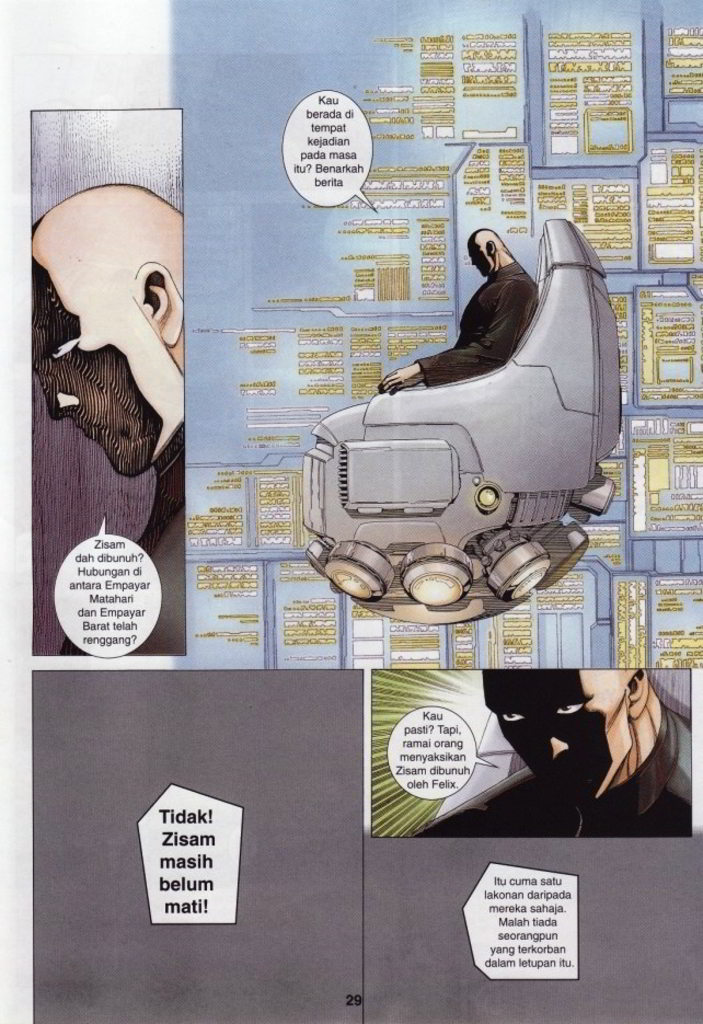 Kau
berada di
tempat
kejadian
pada masa
itu? Benarkah
berita
Zisam
dah dibunuh?
Hubungan di
antara Empayar
Matahari
dan Empayar
Barat telah
renggang?
Tidak!
Zisam
masih
belum
mati!
Kau
pasti? Tapi,
ramai orang
menyaksikan
Zisam dibunuh
oleh Felix.
Itu cuma satu
lakonan daripada
mereka sahaja.
Malah tiada
seorangpun
yang terkorban
dalam letupan itu.
29